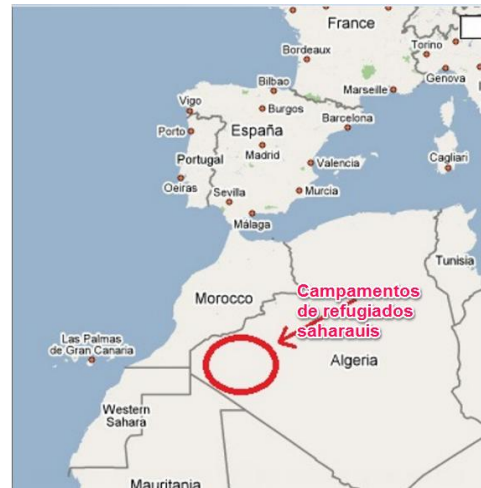 France
Torino
Bordeaux
Genova
Bilbao
Marseille
Vigo
Burgos
Barcelona
Porto
España
Madrid
Portugal
Valencia
Cagliari
Oeiras
Sevilla
Murcia
Málaga
Tunisia
Campamentos
de refugiados
saharauis
Morocco
Las Palmas
de Gran Canaria
Algeria
Western
Sahara
Mauritania